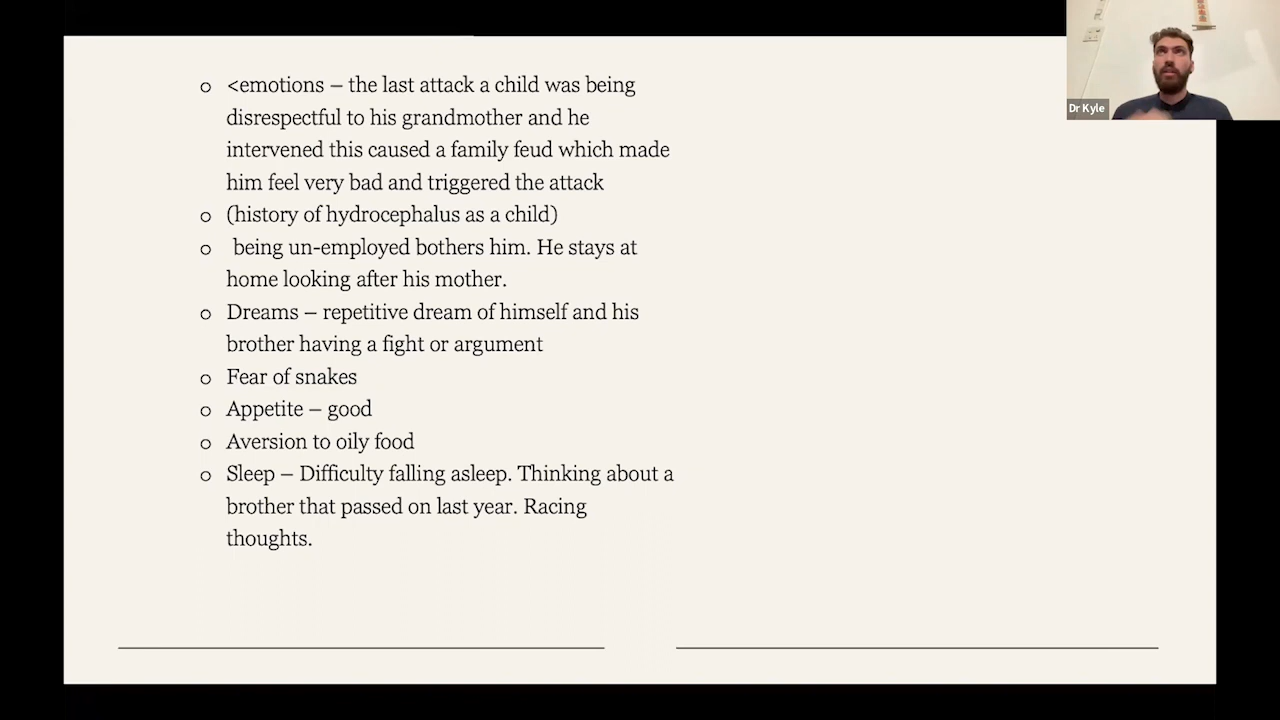 <emotions – the last attack a child was being
disrespectful to his grandmother and he
intervened this caused a family feud which made
him feel very bad and triggered the attack
(history of hydrocephalus as a child)
being un-employed bothers him. He stays at
home looking after his mother.
Dreams – repetitive dream of himself and his
brother having a fight or argument
Fear of snakes
Appetite – good
Aversion to oily food
Sleep – Difficulty falling asleep. Thinking about a
brother that passed on last year. Racing
thoughts.
Dr Kyle